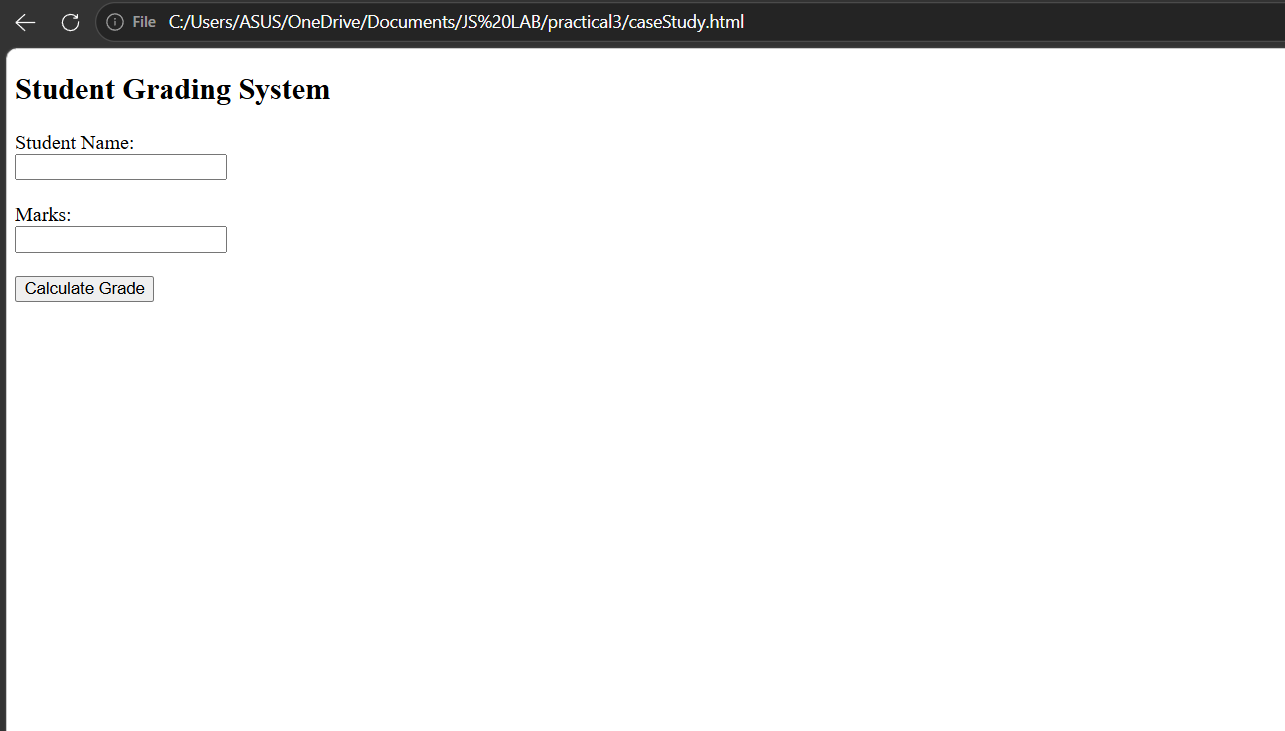 File C:/Users/ASUS/OneDrive/Documents/JS%20LAB/practical3/caseStudy.html
Student Grading System
Student Name:
Marks:
Calculate Grade